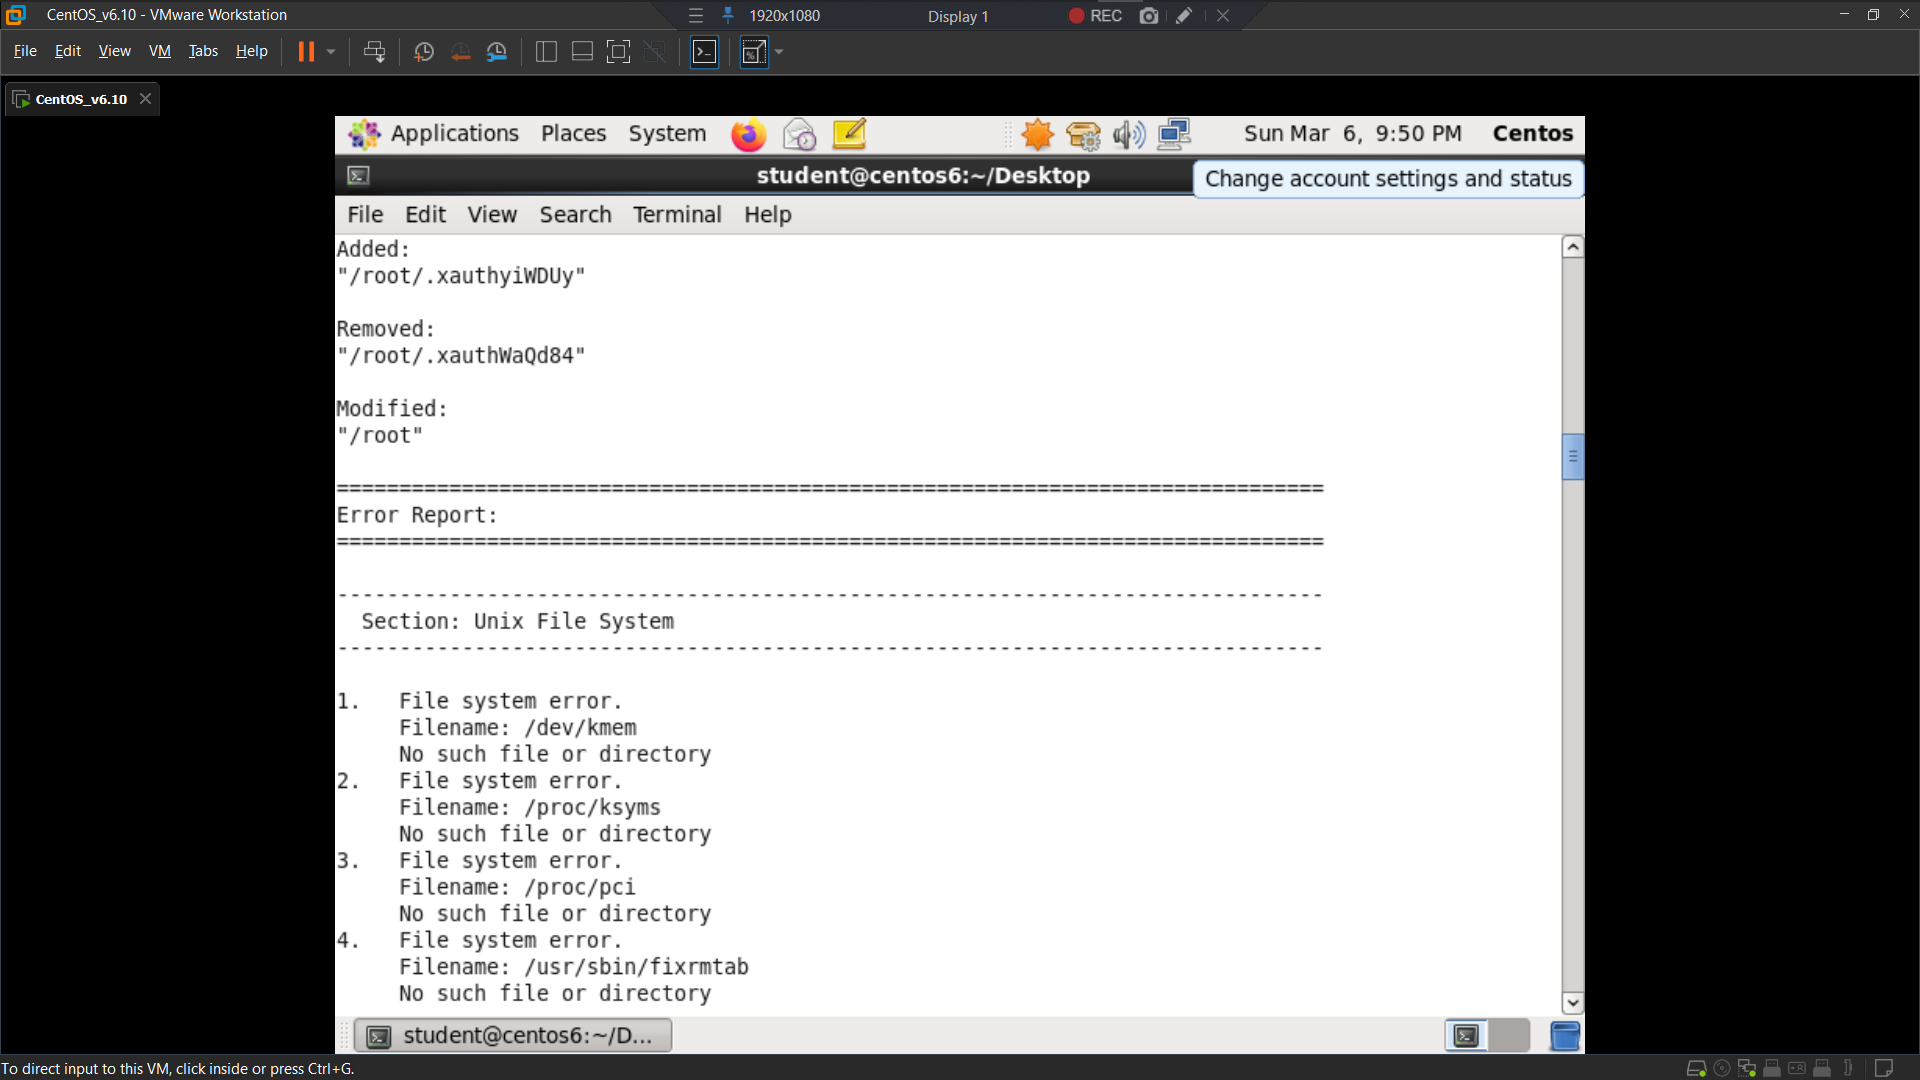 CentOS_v6.10 - VMware Workstation
1920x1080
Display 1
REC
File Edit View VM Tabs Help
CentOS_v6.10
Applications Places System
Sun Mar 6, 9:50 PM Centos
student@centos6:~/Desktop
Change account settings and status
File Edit View Search Terminal Help
Added:
"/root/.xauthyiWDUy"
Removed:
"/root/.xauthWaQd84"
Modified:
"/root"
===============================================================================
Error Report:
===============================================================================
-------------------------------------------------------------------------------
Section: Unix File System
-------------------------------------------------------------------------------
1. File system error.
Filename: /dev/kmem
No such file or directory
2. File system error.
Filename: /proc/ksyms
No such file or directory
3. File system error.
Filename: /proc/pci
No such file or directory
4. File system error.
Filename: /usr/sbin/fixrmtab
No such file or directory
student@centos6:~/D...
To direct input to this VM, click inside or press Ctrl+G.